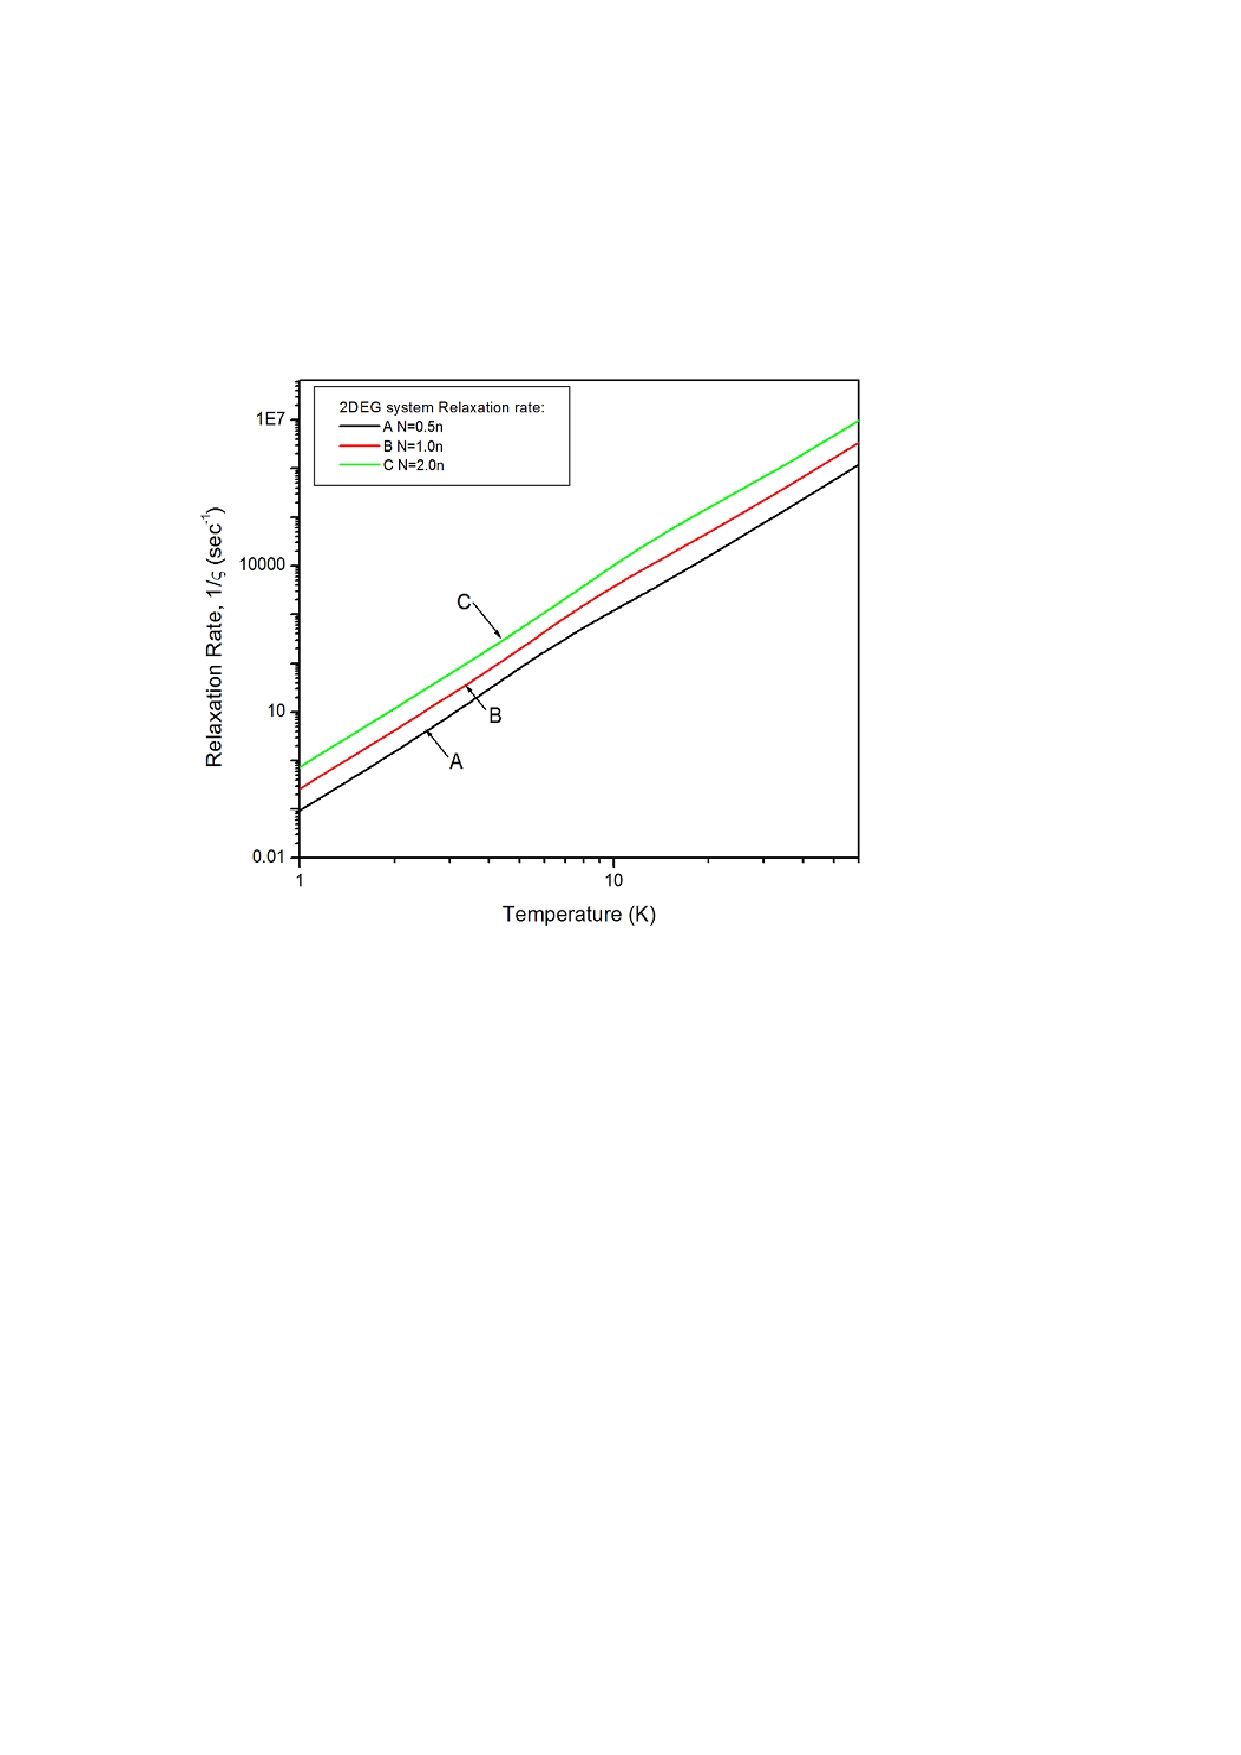 1E7
10000
10
0.01
Relaxation Rate, 1/ς (sec⁻¹)
2DEG system Relaxation rate:
A N=0.5n
B N=1.0n
C N=2.0n
C
B
A
1
10
Temperature (K)